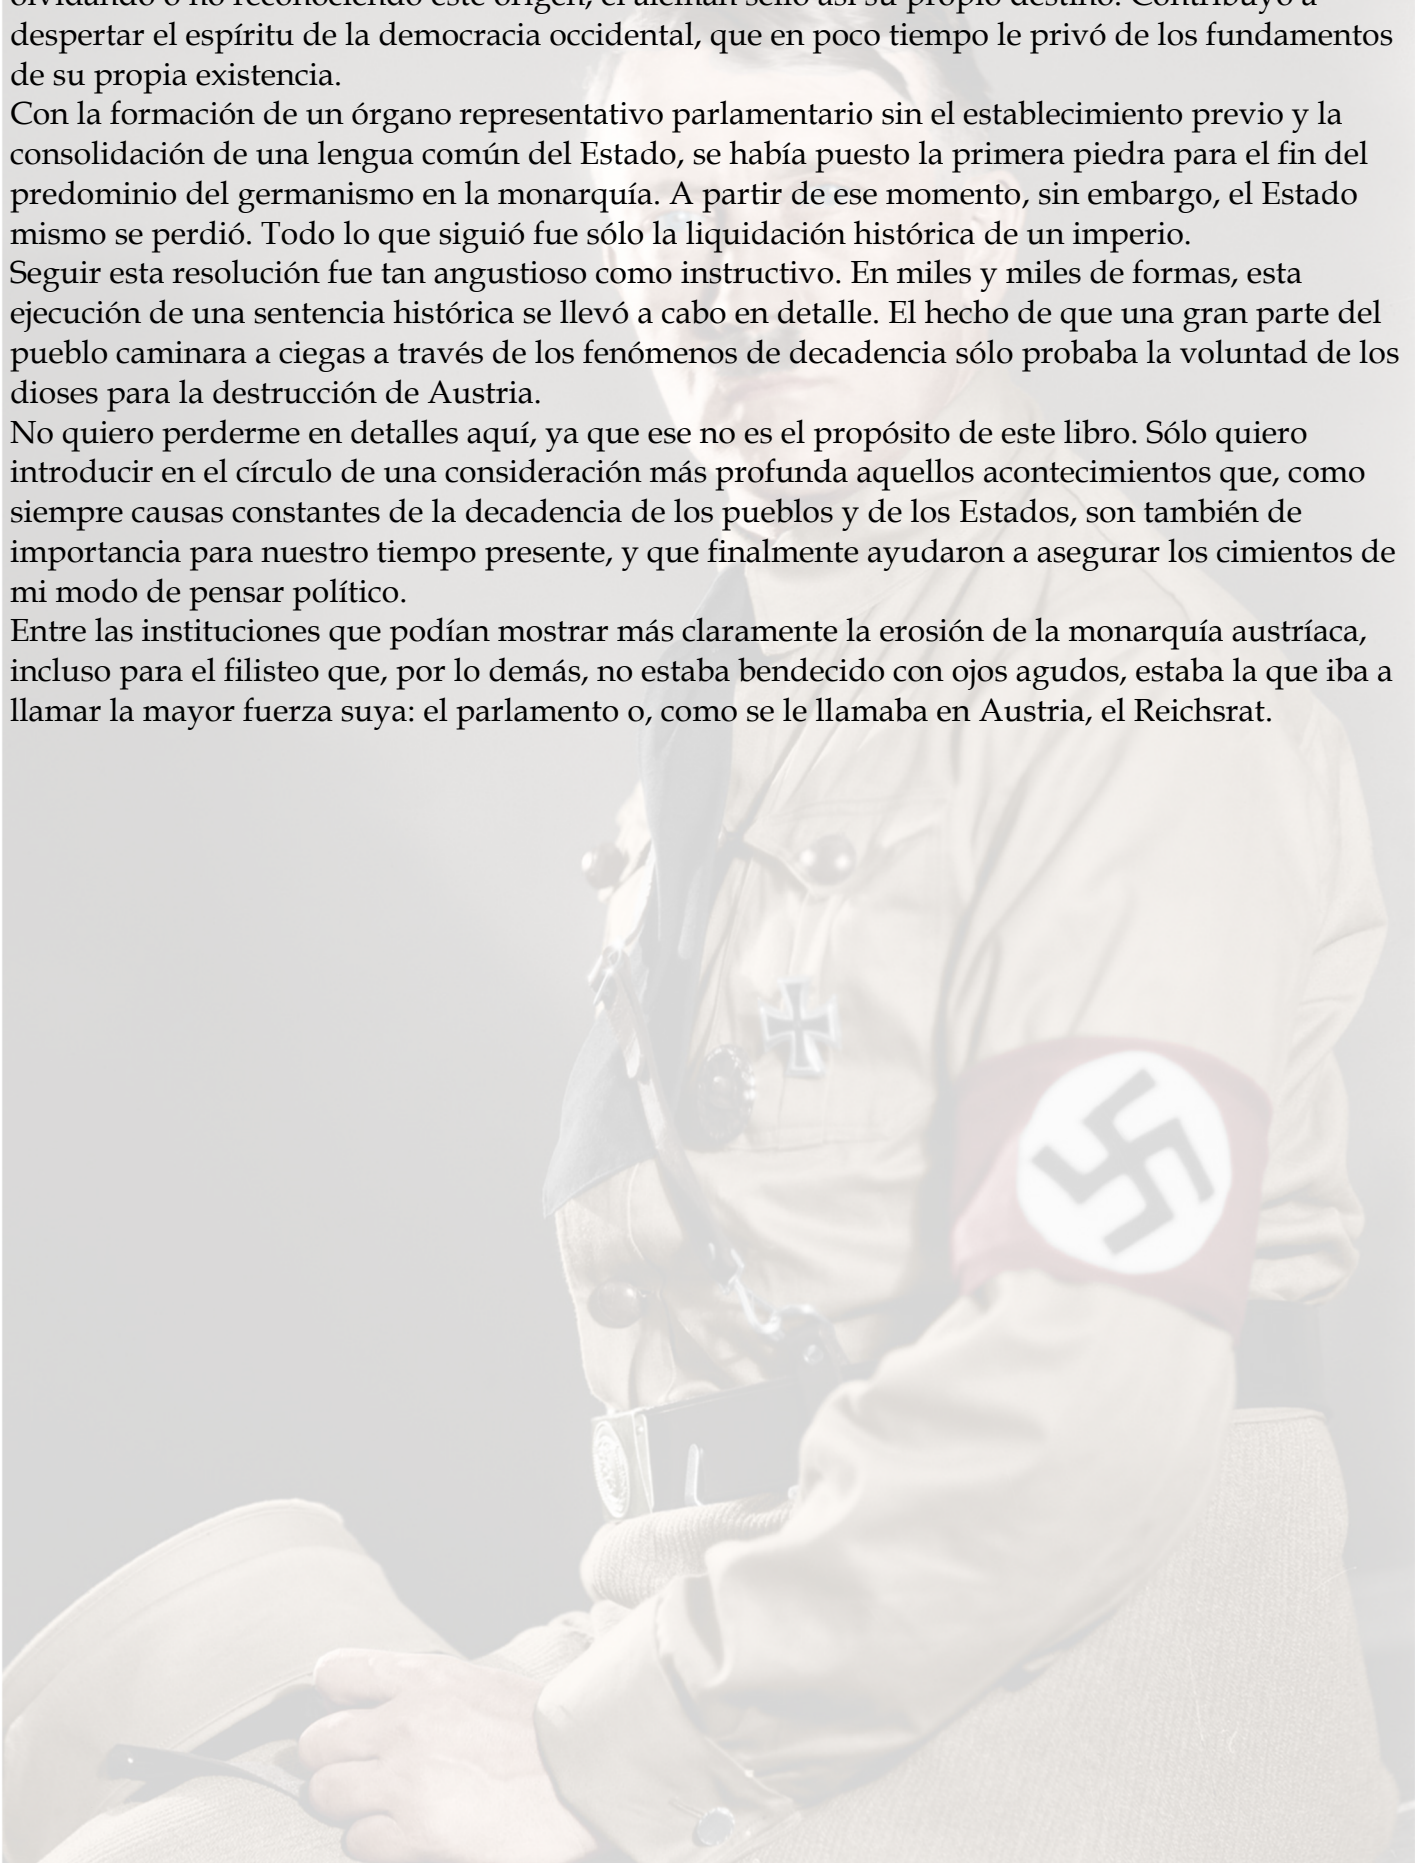 olvidando o no reconociendo este origen, el alemán selló así su propio destino. Contribuyó a
despertar el espíritu de la democracia occidental, que en poco tiempo le privó de los fundamentos
de su propia existencia.
Con la formación de un órgano representativo parlamentario sin el establecimiento previo y la
consolidación de una lengua común del Estado, se había puesto la primera piedra para el fin del
predominio del germanismo en la monarquía. A partir de ese momento, sin embargo, el Estado
mismo se perdió. Todo lo que siguió fue sólo la liquidación histórica de un imperio.
Seguir esta resolución fue tan angustioso como instructivo. En miles y miles de formas, esta
ejecución de una sentencia histórica se llevó a cabo en detalle. El hecho de que una gran parte del
pueblo caminara a ciegas a través de los fenómenos de decadencia sólo probaba la voluntad de los
dioses para la destrucción de Austria.
No quiero perderme en detalles aquí, ya que ese no es el propósito de este libro. Sólo quiero
introducir en el círculo de una consideración más profunda aquellos acontecimientos que, como
siempre causas constantes de la decadencia de los pueblos y de los Estados, son también de
importancia para nuestro tiempo presente, y que finalmente ayudaron a asegurar los cimientos de
mi modo de pensar político.
Entre las instituciones que podían mostrar más claramente la erosión de la monarquía austríaca,
incluso para el filisteo que, por lo demás, no estaba bendecido con ojos agudos, estaba la que iba a
llamar la mayor fuerza suya: el parlamento o, como se le llamaba en Austria, el Reichsrat.